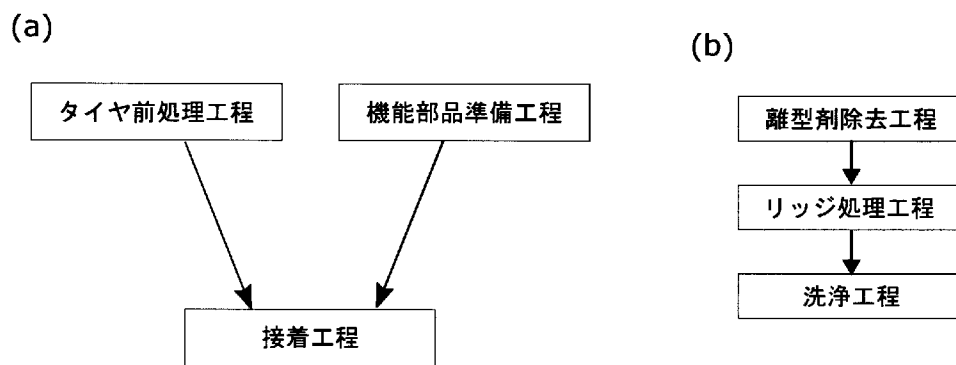 (a)
タイヤ前処理工程
機能部品準備工程
接着工程
(b)
離型剤除去工程
リッジ処理工程
洗浄工程